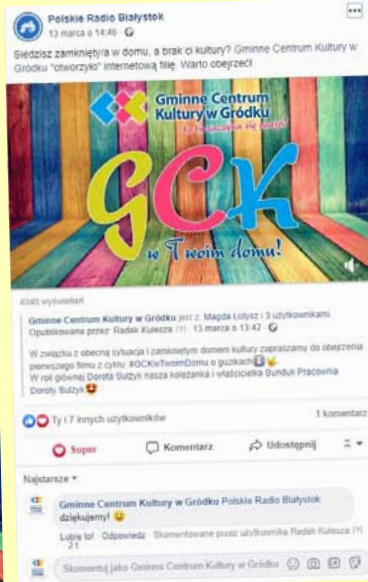 Polskie Radio Białystok
13 marca o 14:46
Siedzisz zamknięty/a w domu, a brak ci kultury? Gminne Centrum Kultury w
Gródku "otworzyło" internetową filię. Warto obejrzeć!
Gminne Centrum
Kultury w Gródku
GCK
w Twoim domu!
4040 wyświetleń
Gminne Centrum Kultury w Gródku jest z: Magda Łotysz i 3 użytkownikami.
Opublikowane przez: Radek Kulesza [?] · 13 marca o 13:42 ·
W związku z obecną sytuacją i zamkniętym domem kultury zapraszamy do obejrzenia
pierwszego filmu z cyklu: #GCKwTwoimDomu o guzikach
W roli głównej Dorota Sulżyk nasza koleżanka i właścicielka Sunduk Pracownia
Doroty Sulżyk
Ty i 7 innych użytkowników
1 komentarz
Super
Komentarz
Udostępnij
Najstarsze
Gminne Centrum Kultury w Gródku Polskie Radio Białystok
dziękujemy!
Lubię to! · Odpowiedz · Skomentowane przez użytkownika Radek Kulesza [?]
· 2 t
Skomentuj jako Gminne Centrum Kultury w Gródku